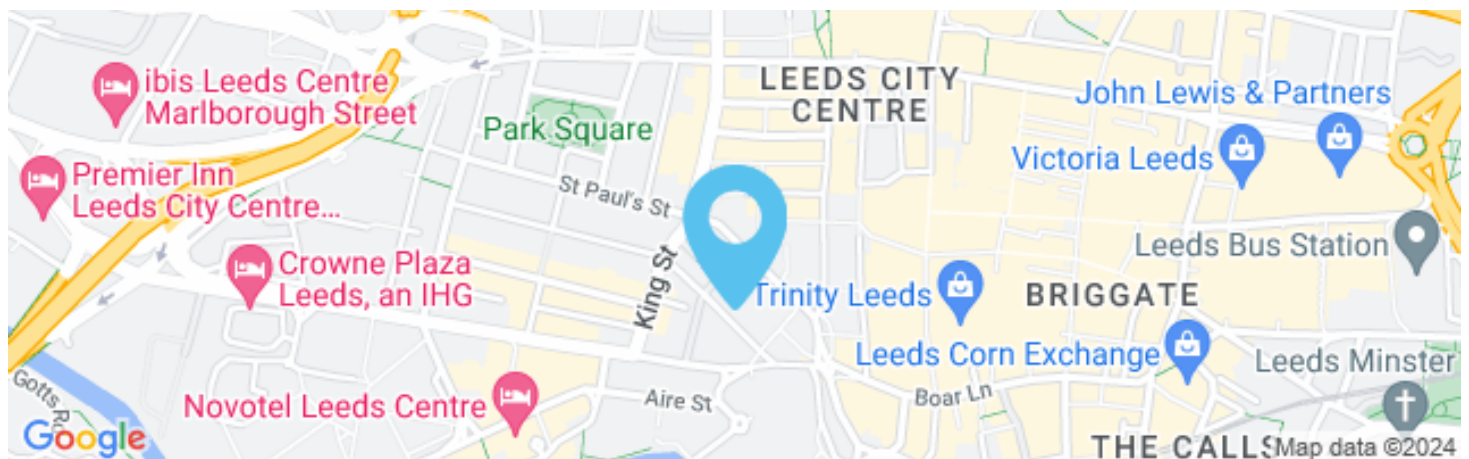 ibis Leeds Centre
Marlborough Street
Park Square
LEEDS CITY
CENTRE
John Lewis & Partners
Victoria Leeds
Premier Inn
Leeds City Centre...
St Paul's St
Leeds Bus Station
Crowne Plaza
Leeds, an IHG
King St
Trinity Leeds
BRIGGATE
Leeds Corn Exchange
Leeds Minster
Gotts Ro
Novotel Leeds Centre
Aire St
Boar Ln
Google
THE CALLS
Map data ©2024